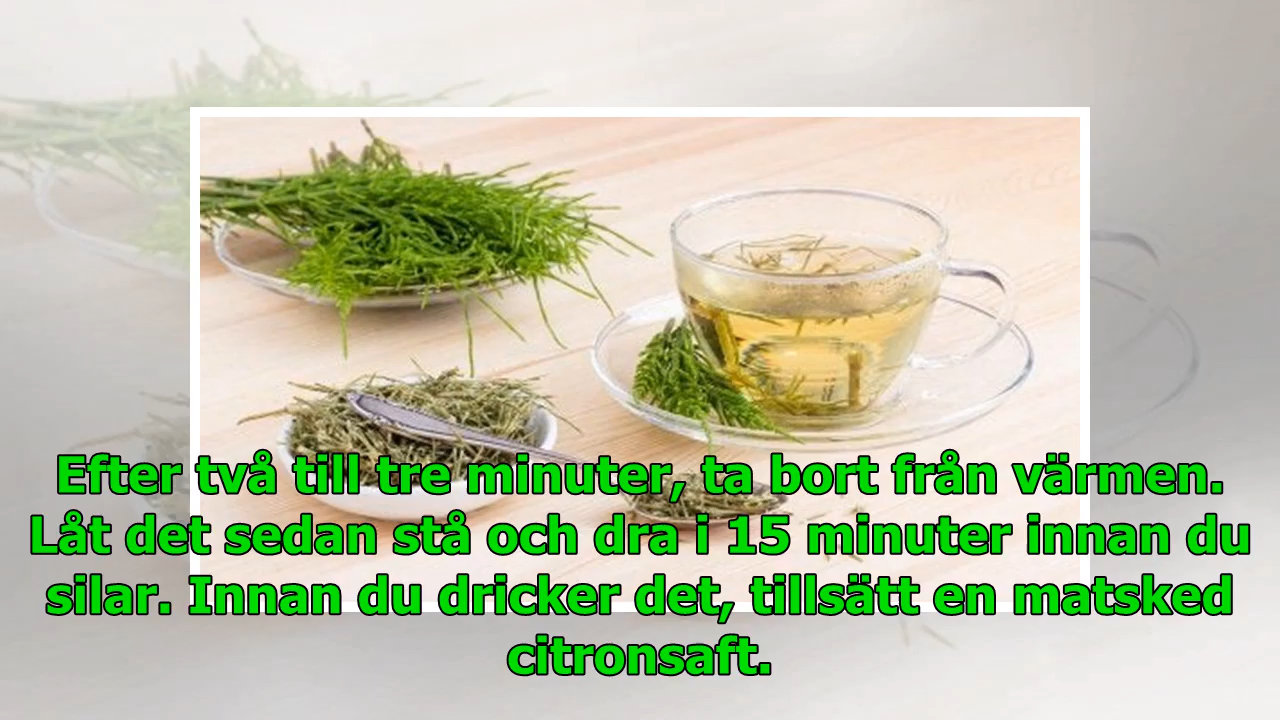 Efter två till tre minuter, ta bort från värmen.
Låt det sedan stå och dra i 15 minuter innan du
silar. Innan du dricker det, tillsätt en matsked
citronsaft.